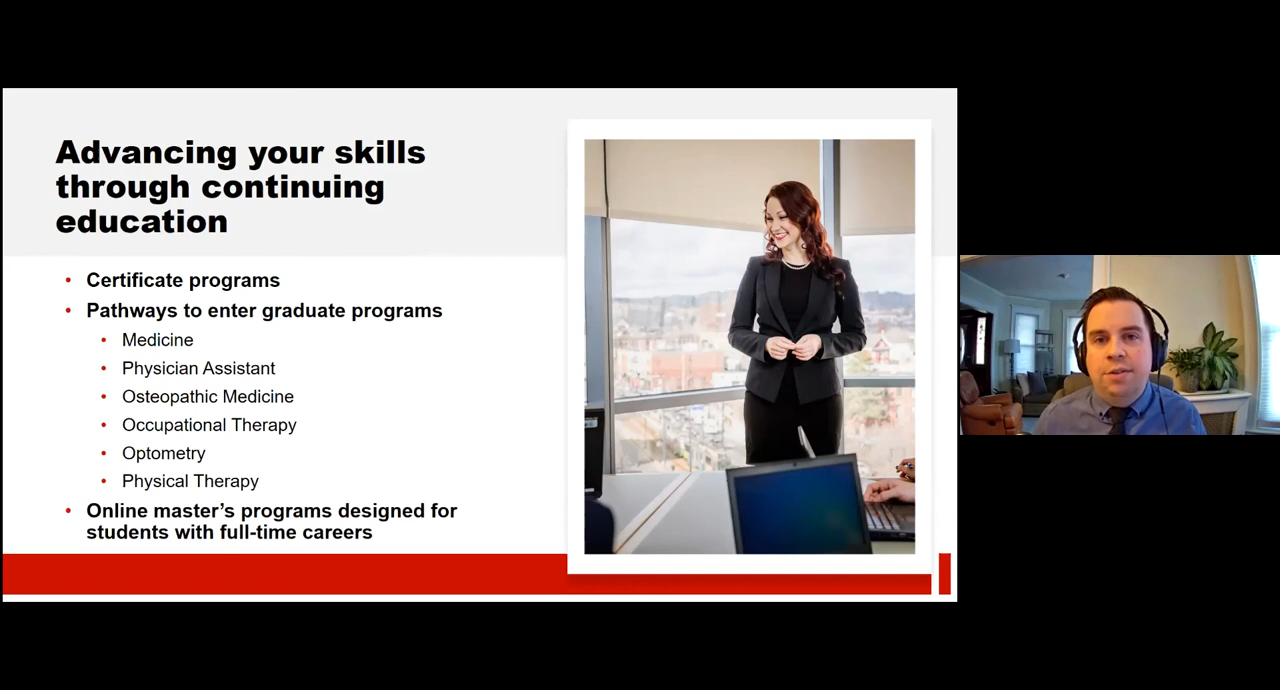 Advancing your skills
through continuing
education
• Certificate programs
• Pathways to enter graduate programs
• Medicine
• Physician Assistant
• Osteopathic Medicine
• Occupational Therapy
• Optometry
• Physical Therapy
• Online master’s programs designed for
students with full-time careers